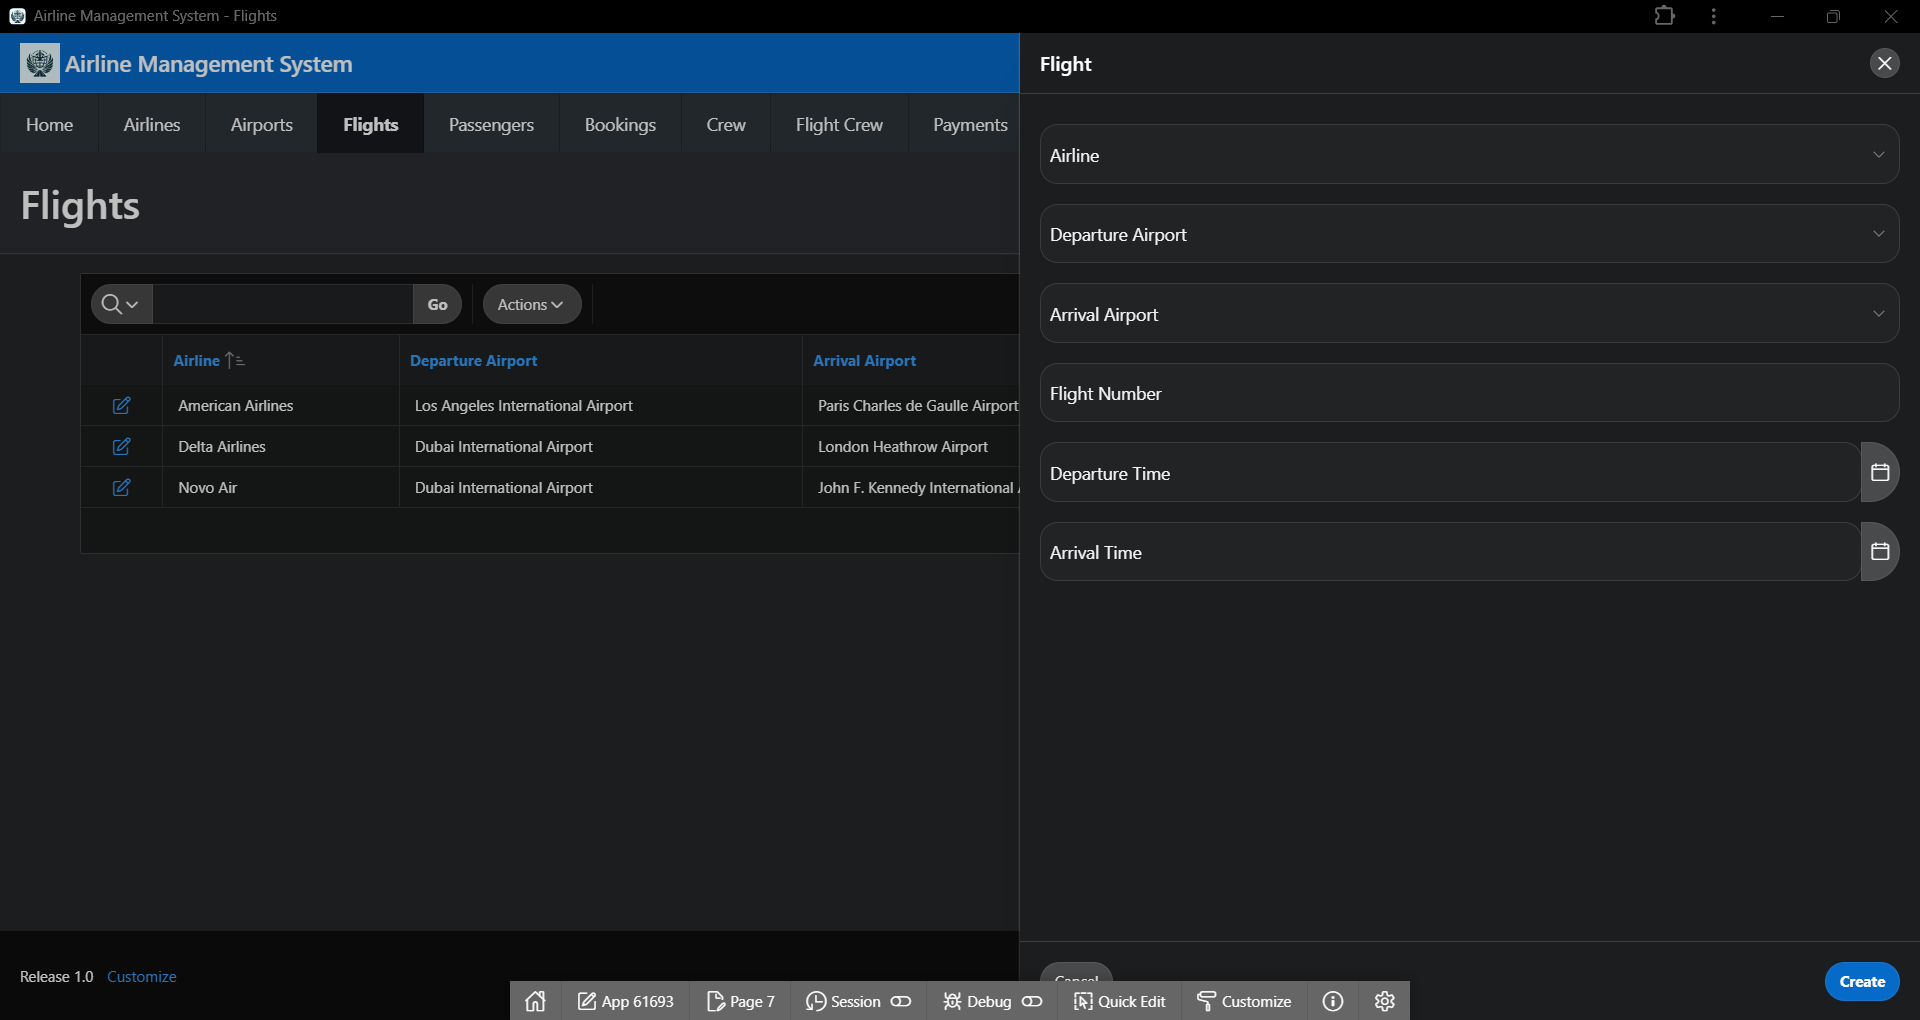 Airline Management System - Flights
Airline Management System
Home Airlines Airports Flights Passengers Bookings Crew Flight Crew Payments
Flights
Go Actions
Airline Departure Airport Arrival Airport
American Airlines Los Angeles International Airport Paris Charles de Gaulle Airport
Delta Airlines Dubai International Airport London Heathrow Airport
Novo Air Dubai International Airport John F. Kennedy International
Release 1.0 Customize
Flight
Airline
Departure Airport
Arrival Airport
Flight Number
Departure Time
Arrival Time
Cancel Create
App 61693 Page 7 Session Debug Quick Edit Customize